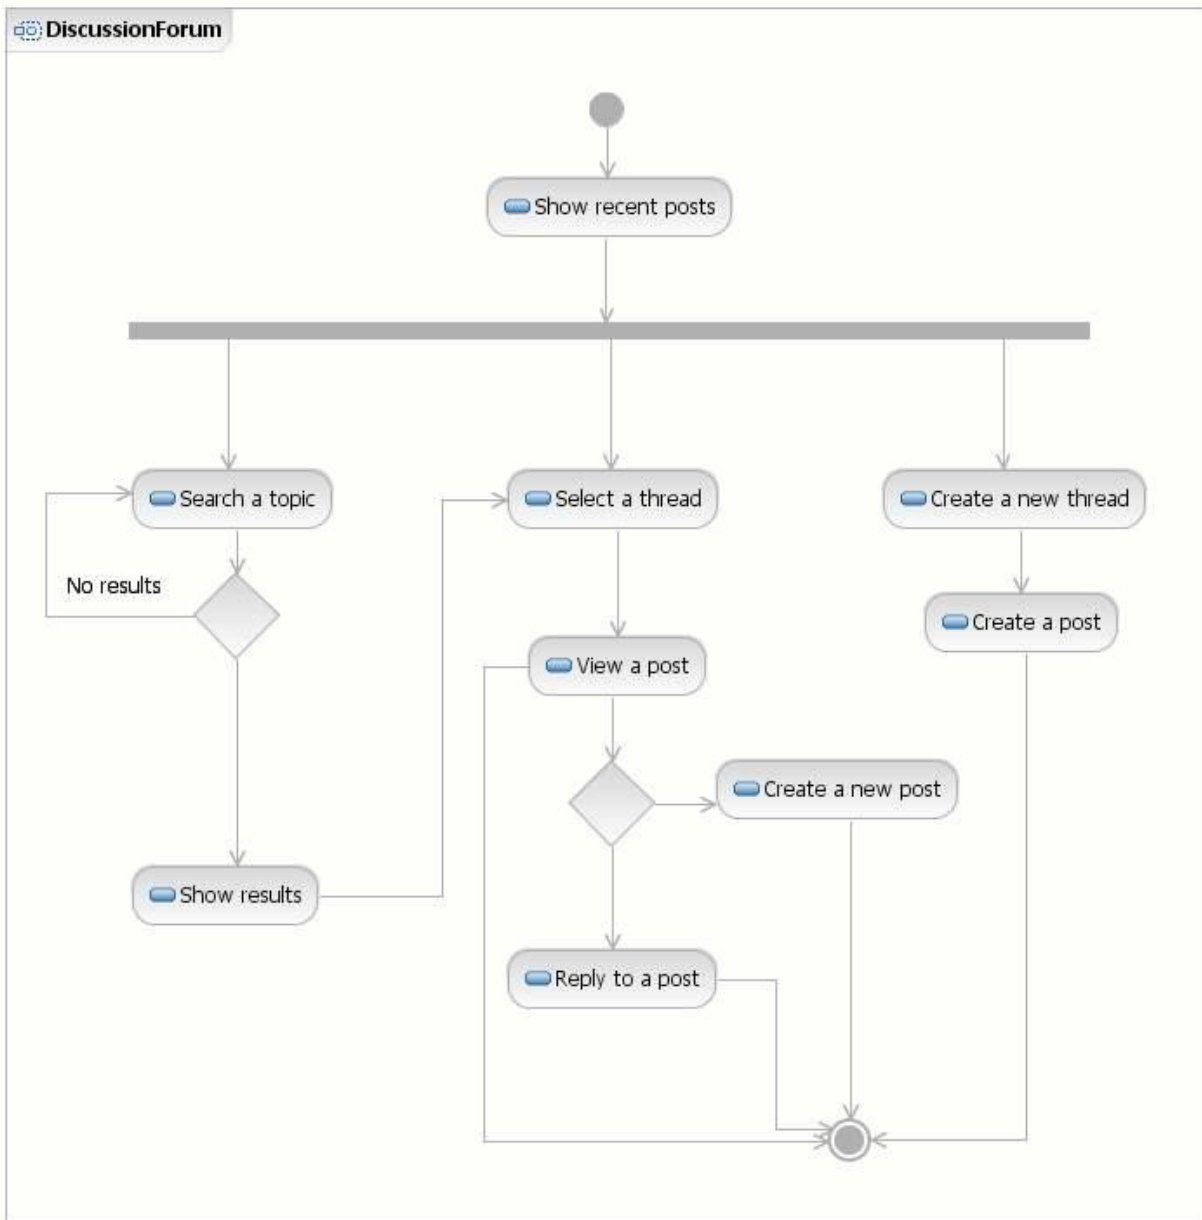 DiscussionForum
Show recent posts
Search a topic
Select a thread
Create a new thread
No results
Create a post
View a post
Create a new post
Show results
Reply to a post